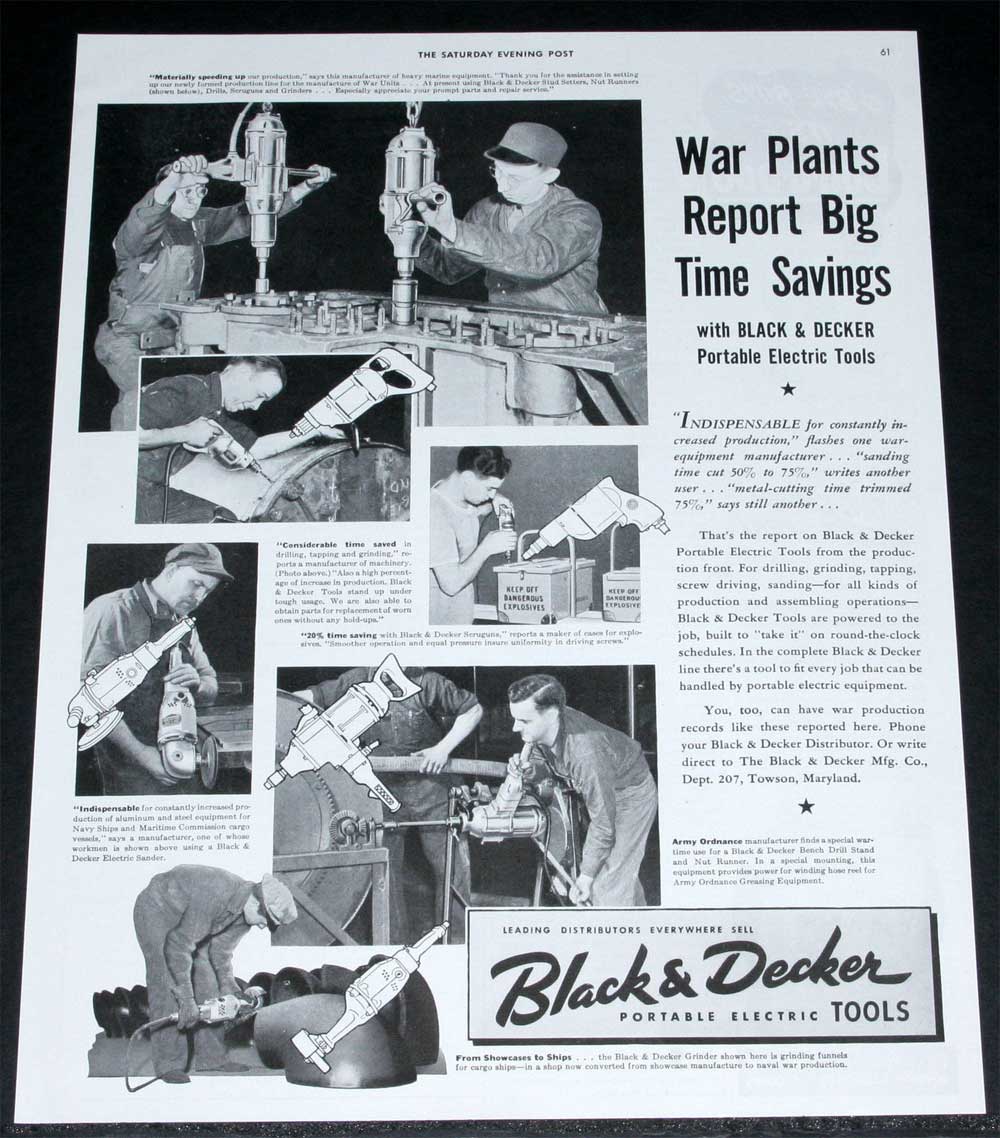 THE SATURDAY EVENING POST
61
"Materially speeding up our production," says this manufacturer of heavy marine equipment. "Thank you for the assistance in setting
up our newly formed production line for the manufacture of War Units . . . At present using Black & Decker Stud Setters, Nut Runners
(shown below), Drills, Scruguns and Grinders . . . Especially appreciate your prompt parts and repair service."
War Plants
Report Big
Time Savings
with BLACK & DECKER
Portable Electric Tools
"INDISPENSABLE for constantly in-
creased production," flashes one war-
equipment manufacturer . . . "sanding
time cut 50% to 75%," writes another
user . . . "metal-cutting time trimmed
75%," says still another . . .
That's the report on Black & Decker
Portable Electric Tools from the produc-
tion front. For drilling, grinding, tapping,
screw driving, sanding—for all kinds of
production and assembling operations—
Black & Decker Tools are powered to the
job, built to "take it" on round-the-clock
schedules. In the complete Black & Decker
line there's a tool to fit every job that can be
handled by portable electric equipment.
You, too, can have war production
records like these reported here. Phone
your Black & Decker Distributor. Or write
direct to The Black & Decker Mfg. Co.,
Dept. 207, Towson, Maryland.
"Considerable time saved in
drilling, tapping and grinding," re-
ports a manufacturer of machinery.
(Photo above.) "Also a high percent-
age of increase in production. Black
& Decker Tools stand up under
tough usage. We are also able to
obtain parts for replacement of worn
ones without any hold-ups."
KEEP OFF
DANGEROUS
EXPLOSIVES
KEEP OFF
DANGEROU
EXPLOSIVE
"20% time saving with Black & Decker Scruguns," reports a maker of cases for explo-
sives. "Smoother operation and equal pressure insure uniformity in driving screws."
"Indispensable for constantly increased pro-
duction of aluminum and steel equipment for
Navy Ships and Maritime Commission cargo
vessels," says a manufacturer, one of whose
workmen is shown above using a Black &
Decker Electric Sander.
Army Ordnance manufacturer finds a special war-
time use for a Black & Decker Bench Drill Stand
and Nut Runner. In a special mounting, this
equipment provides power for winding hose reel for
Army Ordnance Greasing Equipment.
LEADING DISTRIBUTORS EVERYWHERE SELL
Black & Decker
PORTABLE ELECTRIC TOOLS
From Showcases to Ships . . . the Black & Decker Grinder shown here is grinding funnels
for cargo ships—in a shop now converted from showcase manufacture to naval war production.